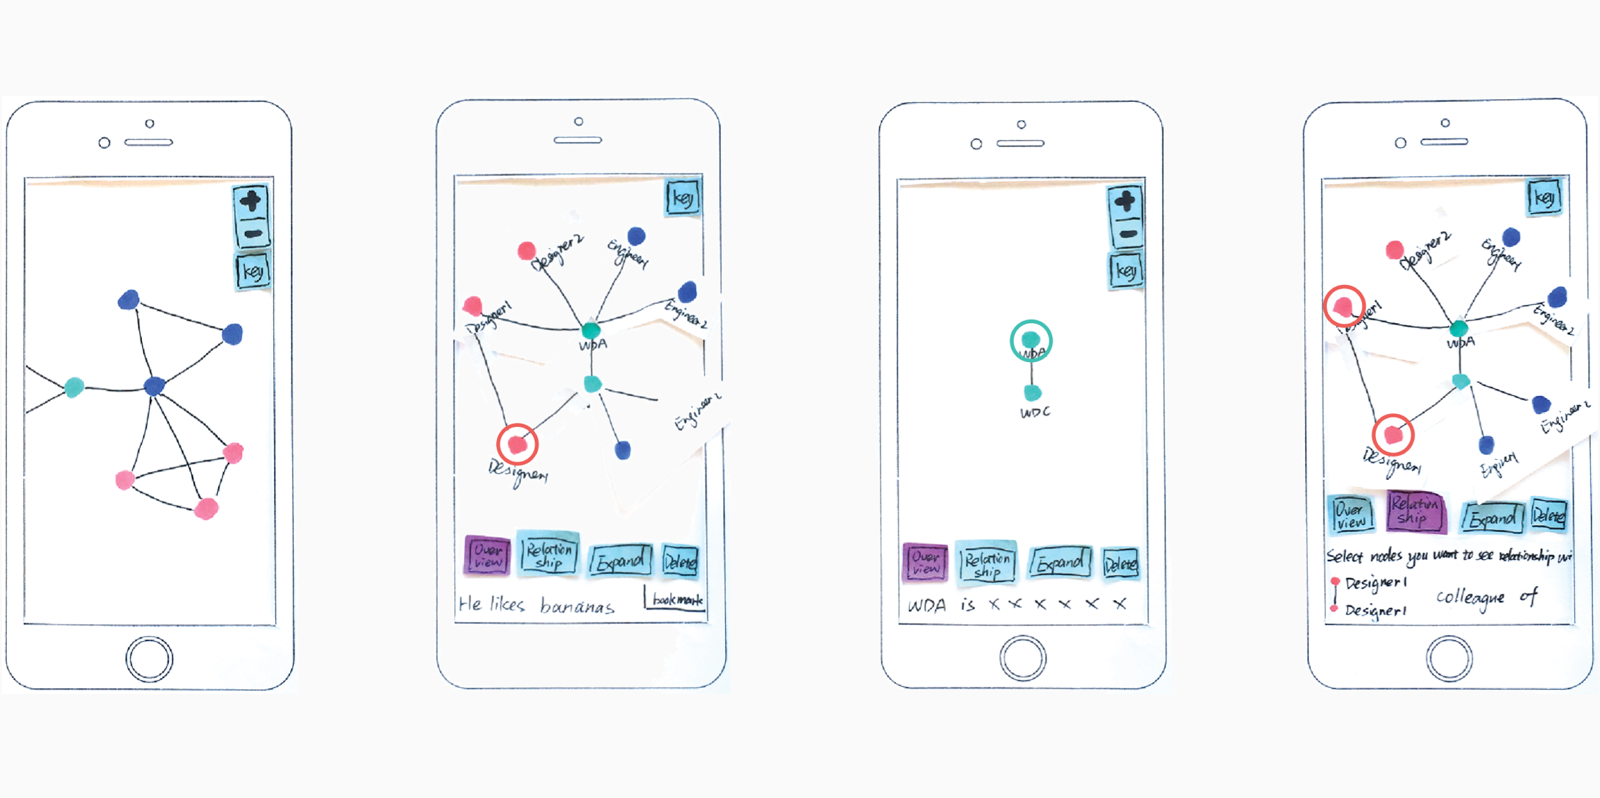 +
-
key
key
Designer2
Engineer1
Designer1
Engineer2
WDA
Engineer2
Designer1
Over view
Relation ship
Expand
Delete
He likes bananas
bookmark
+
-
key
WDA
WDC
Over view
Relation ship
Expand
Delete
WDA is x x x x x x
key
Designer2
Engineer1
Designer1
Engineer2
WDA
Engineer2
Designer1
Over view
Relation ship
Expand
Delete
Select nodes you want to see relationship wi
Designer1
colleague of
Designer1